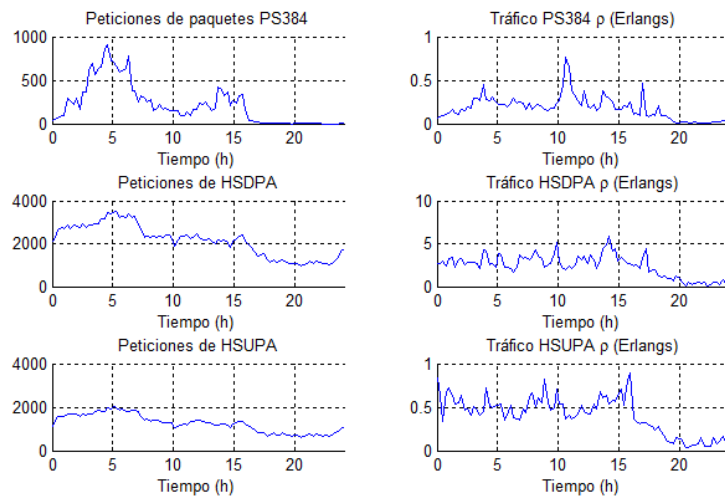 Peticiones de paquetes PS384
1000
500
0
0 5 10 15 20
Tiempo (h)
Tráfico PS384 ρ (Erlangs)
1
0.5
0
0 5 10 15 20
Tiempo (h)
Peticiones de HSDPA
4000
2000
0
0 5 10 15 20
Tiempo (h)
Tráfico HSDPA ρ (Erlangs)
10
5
0
0 5 10 15 20
Tiempo (h)
Peticiones de HSUPA
4000
2000
0
0 5 10 15 20
Tiempo (h)
Tráfico HSUPA ρ (Erlangs)
1
0.5
0
0 5 10 15 20
Tiempo (h)